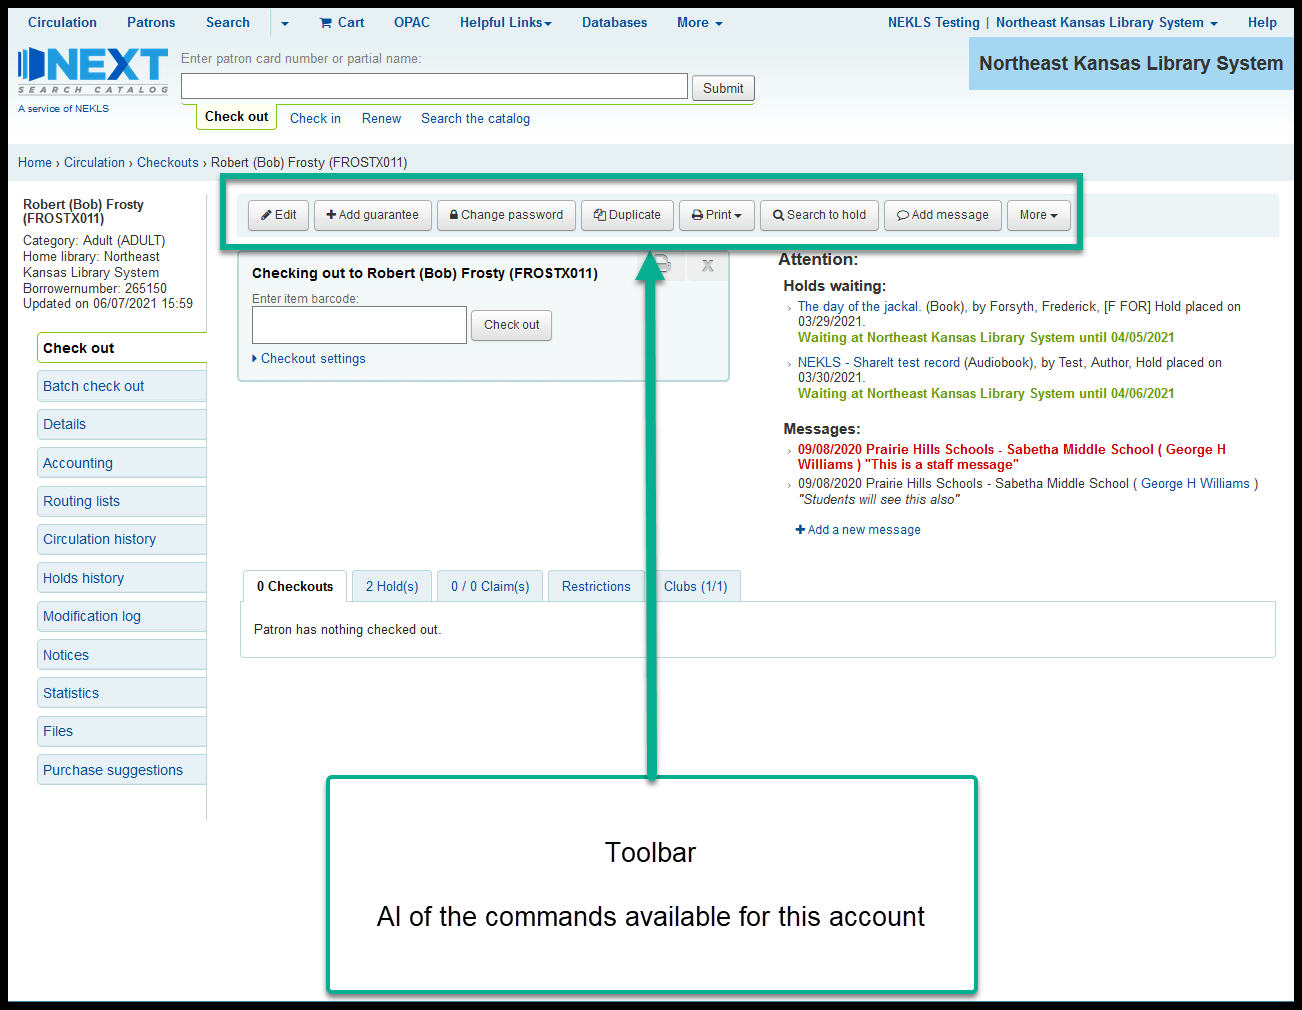 Circulation Patrons Search Cart OPAC Helpful Links Databases More NEKLS Testing | Northeast Kansas Library System Help
NEXT
SEARCH CATALOG
A service of NEKLS
Enter patron card number or partial name:
Submit
Check out Check in Renew Search the catalog
Northeast Kansas Library System
Home › Circulation › Checkouts › Robert (Bob) Frosty (FROSTX011)
Robert (Bob) Frosty
(FROSTX011)
Category: Adult (ADULT)
Home library: Northeast
Kansas Library System
Borrowernumber: 265150
Updated on 06/07/2021 15:59
Check out
Batch check out
Details
Accounting
Routing lists
Circulation history
Holds history
Modification log
Notices
Statistics
Files
Purchase suggestions
Edit Add guarantee Change password Duplicate Print Search to hold Add message More
Checking out to Robert (Bob) Frosty (FROSTX011) X
Enter item barcode:
Check out
Checkout settings
Attention:
Holds waiting:
› The day of the jackal. (Book), by Forsyth, Frederick, [F FOR] Hold placed on
03/29/2021.
Waiting at Northeast Kansas Library System until 04/05/2021
› NEKLS - ShareIt test record (Audiobook), by Test, Author, Hold placed on
03/30/2021.
Waiting at Northeast Kansas Library System until 04/06/2021
Messages:
› 09/08/2020 Prairie Hills Schools - Sabetha Middle School ( George H
Williams ) "This is a staff message"
› 09/08/2020 Prairie Hills Schools - Sabetha Middle School ( George H Williams )
"Students will see this also"
Add a new message
0 Checkouts 2 Hold(s) 0 / 0 Claim(s) Restrictions Clubs (1/1)
Patron has nothing checked out.
Toolbar
Al of the commands available for this account